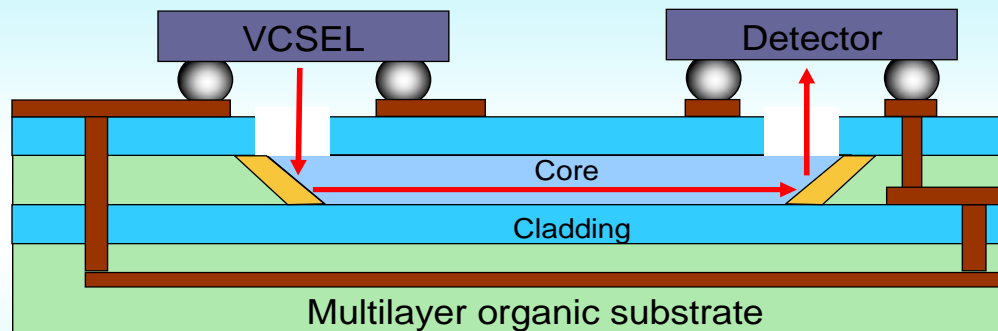 VCSEL
Detector
Core
Cladding
Multilayer organic substrate